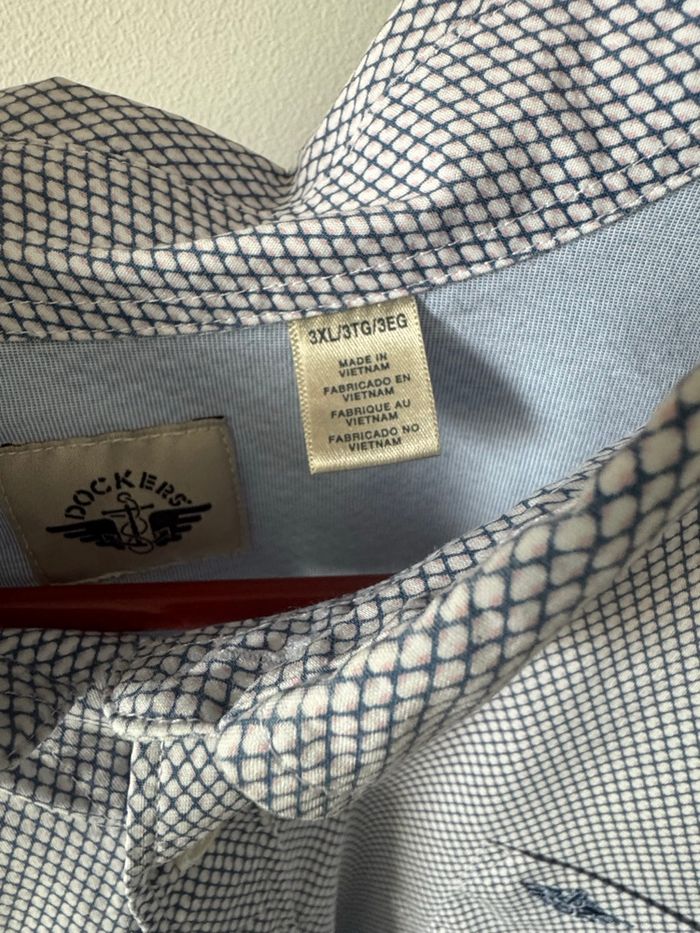 3XL/3TG/3EG
MADE IN
VIETNAM
FABRICADO EN
VIETNAM
FABRIQUE AU
VIETNAM
FABRICADO NO
VIETNAM
DOCKERS